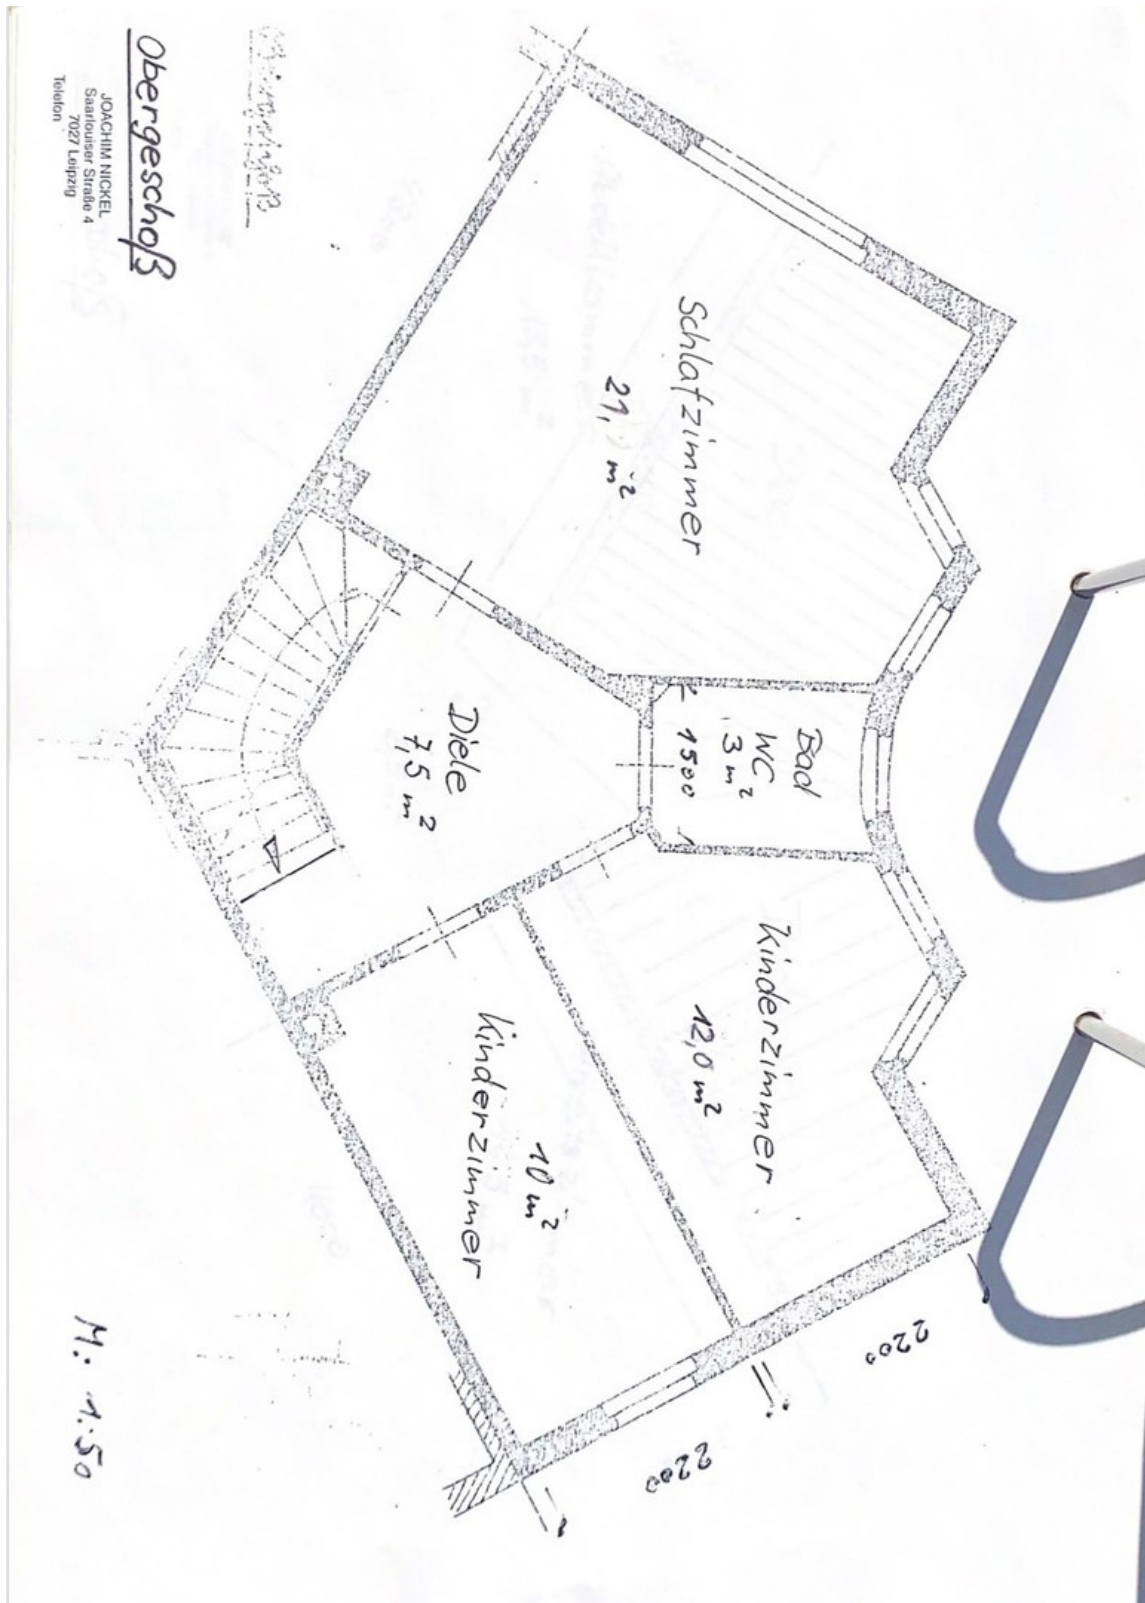 Obergeschoß
JOACHIM NICKEL
Saarlouiser Straße 4
7027 Leipzig
Telefon
Schlafzimmer
21, m²
Bad
WC
3 m²
1500
Diele
7,5 m²
Kinderzimmer
12,0 m²
Kinderzimmer
10 m²
2200
2200
M: 1:50